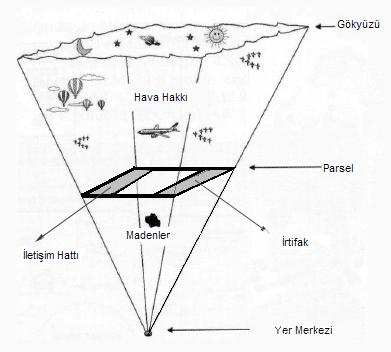 Gökyüzü
Hava Hakkı
Parsel
Madenler
İletişim Hattı
İrtifak
Yer Merkezi